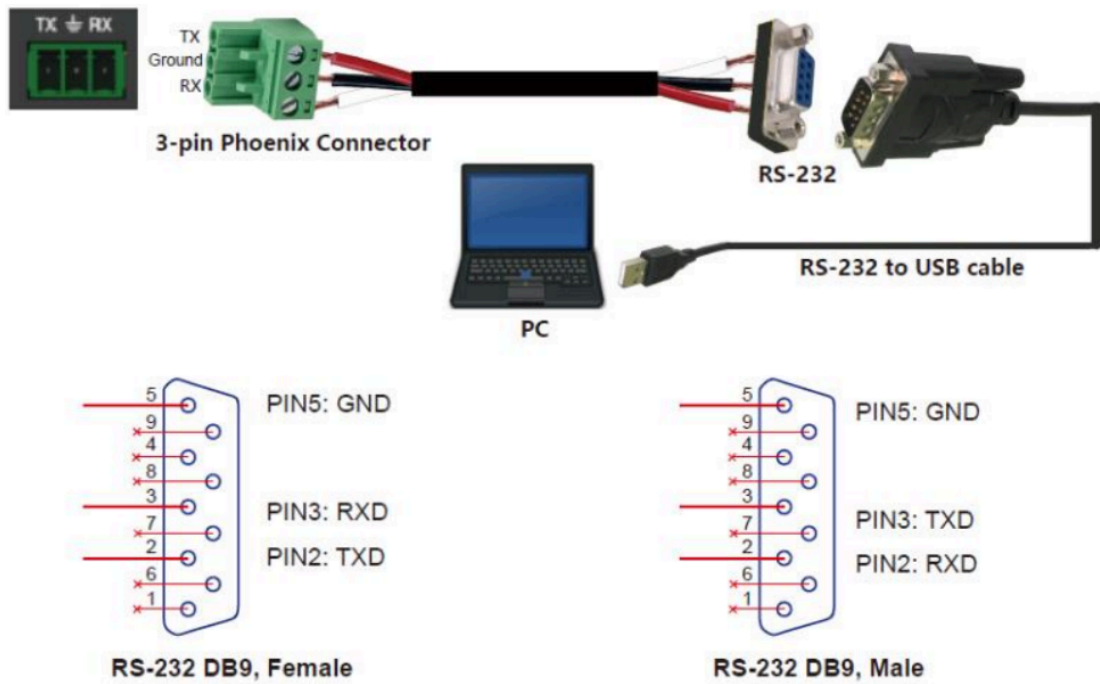 TX ⏚ RX
TX
Ground
RX
3-pin Phoenix Connector
RS-232
RS-232 to USB cable
PC
5
9
4
8
3
7
2
6
1
PIN5: GND
PIN3: RXD
PIN2: TXD
RS-232 DB9, Female
5
9
4
8
3
7
2
6
1
PIN5: GND
PIN3: TXD
PIN2: RXD
RS-232 DB9, Male